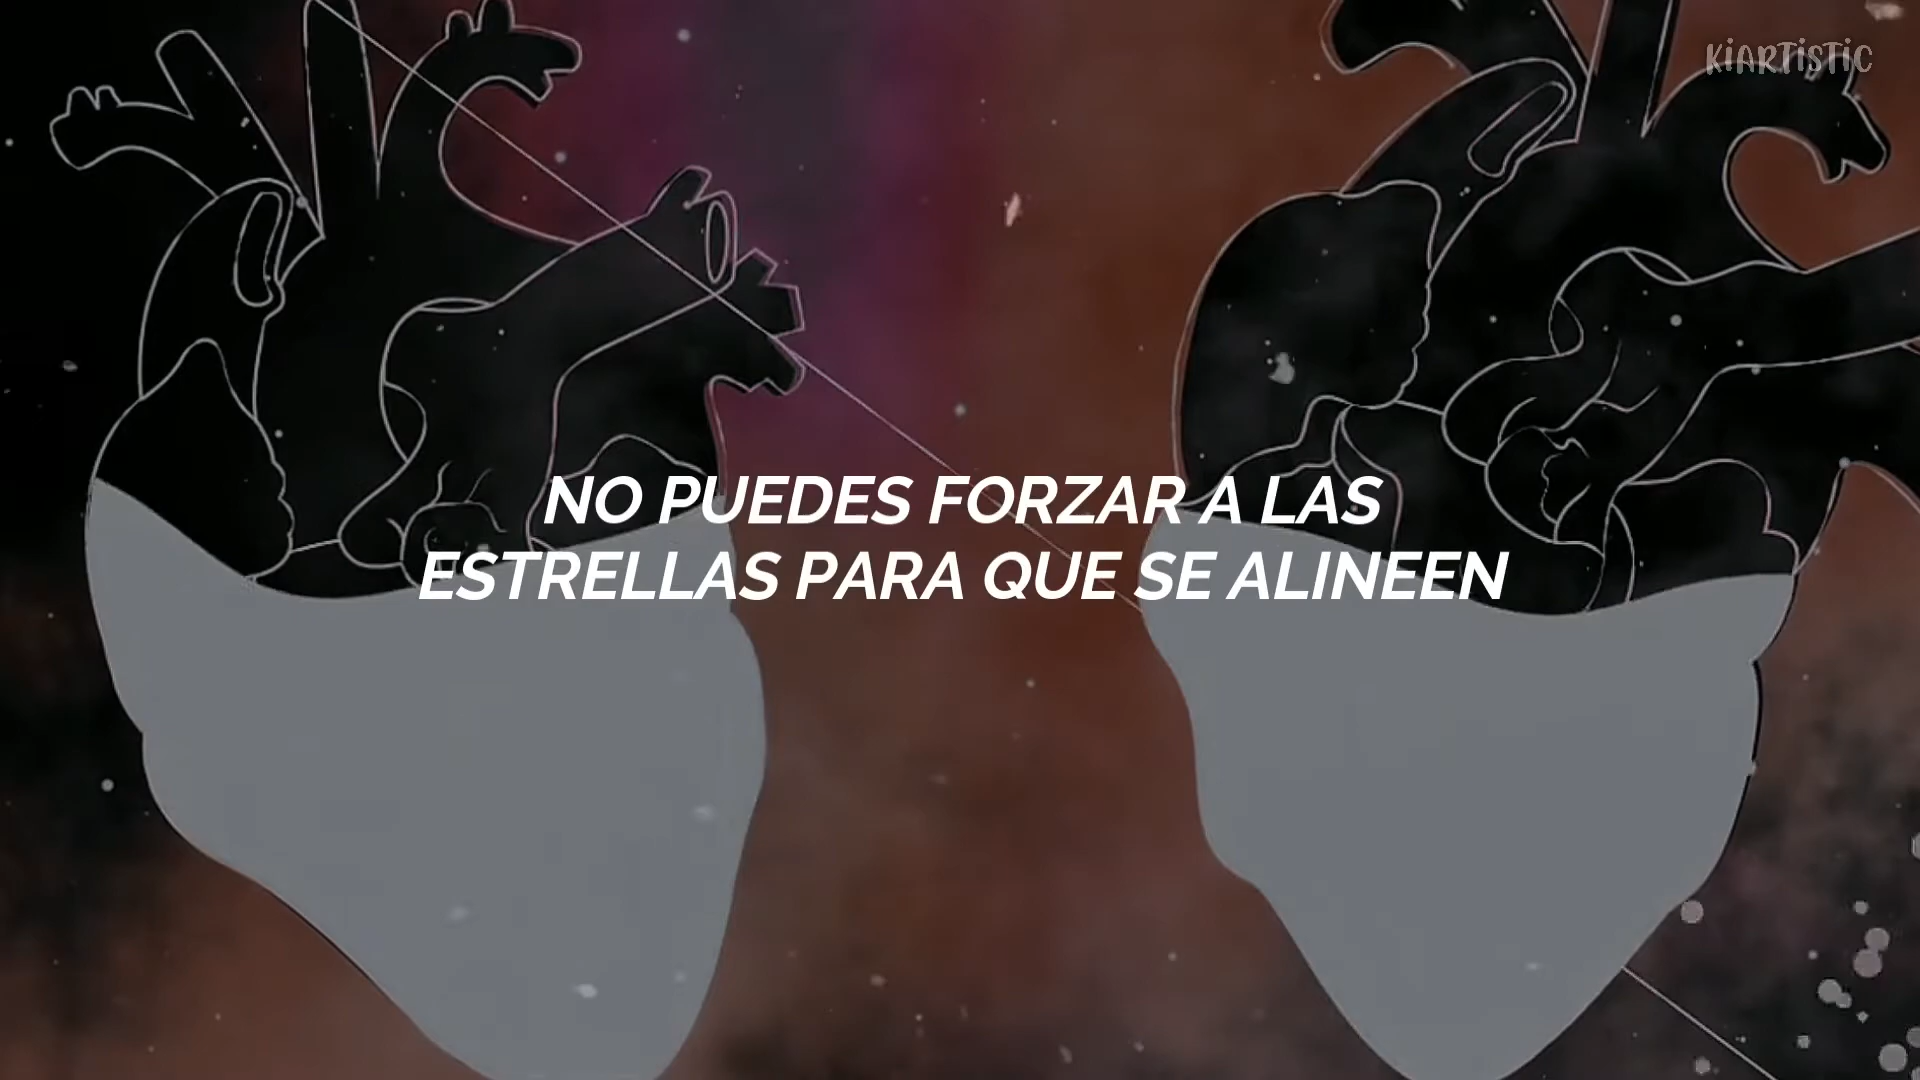 KiARTiSTiC
NO PUEDES FORZAR A LAS
ESTRELLAS PARA QUE SE ALINEEN